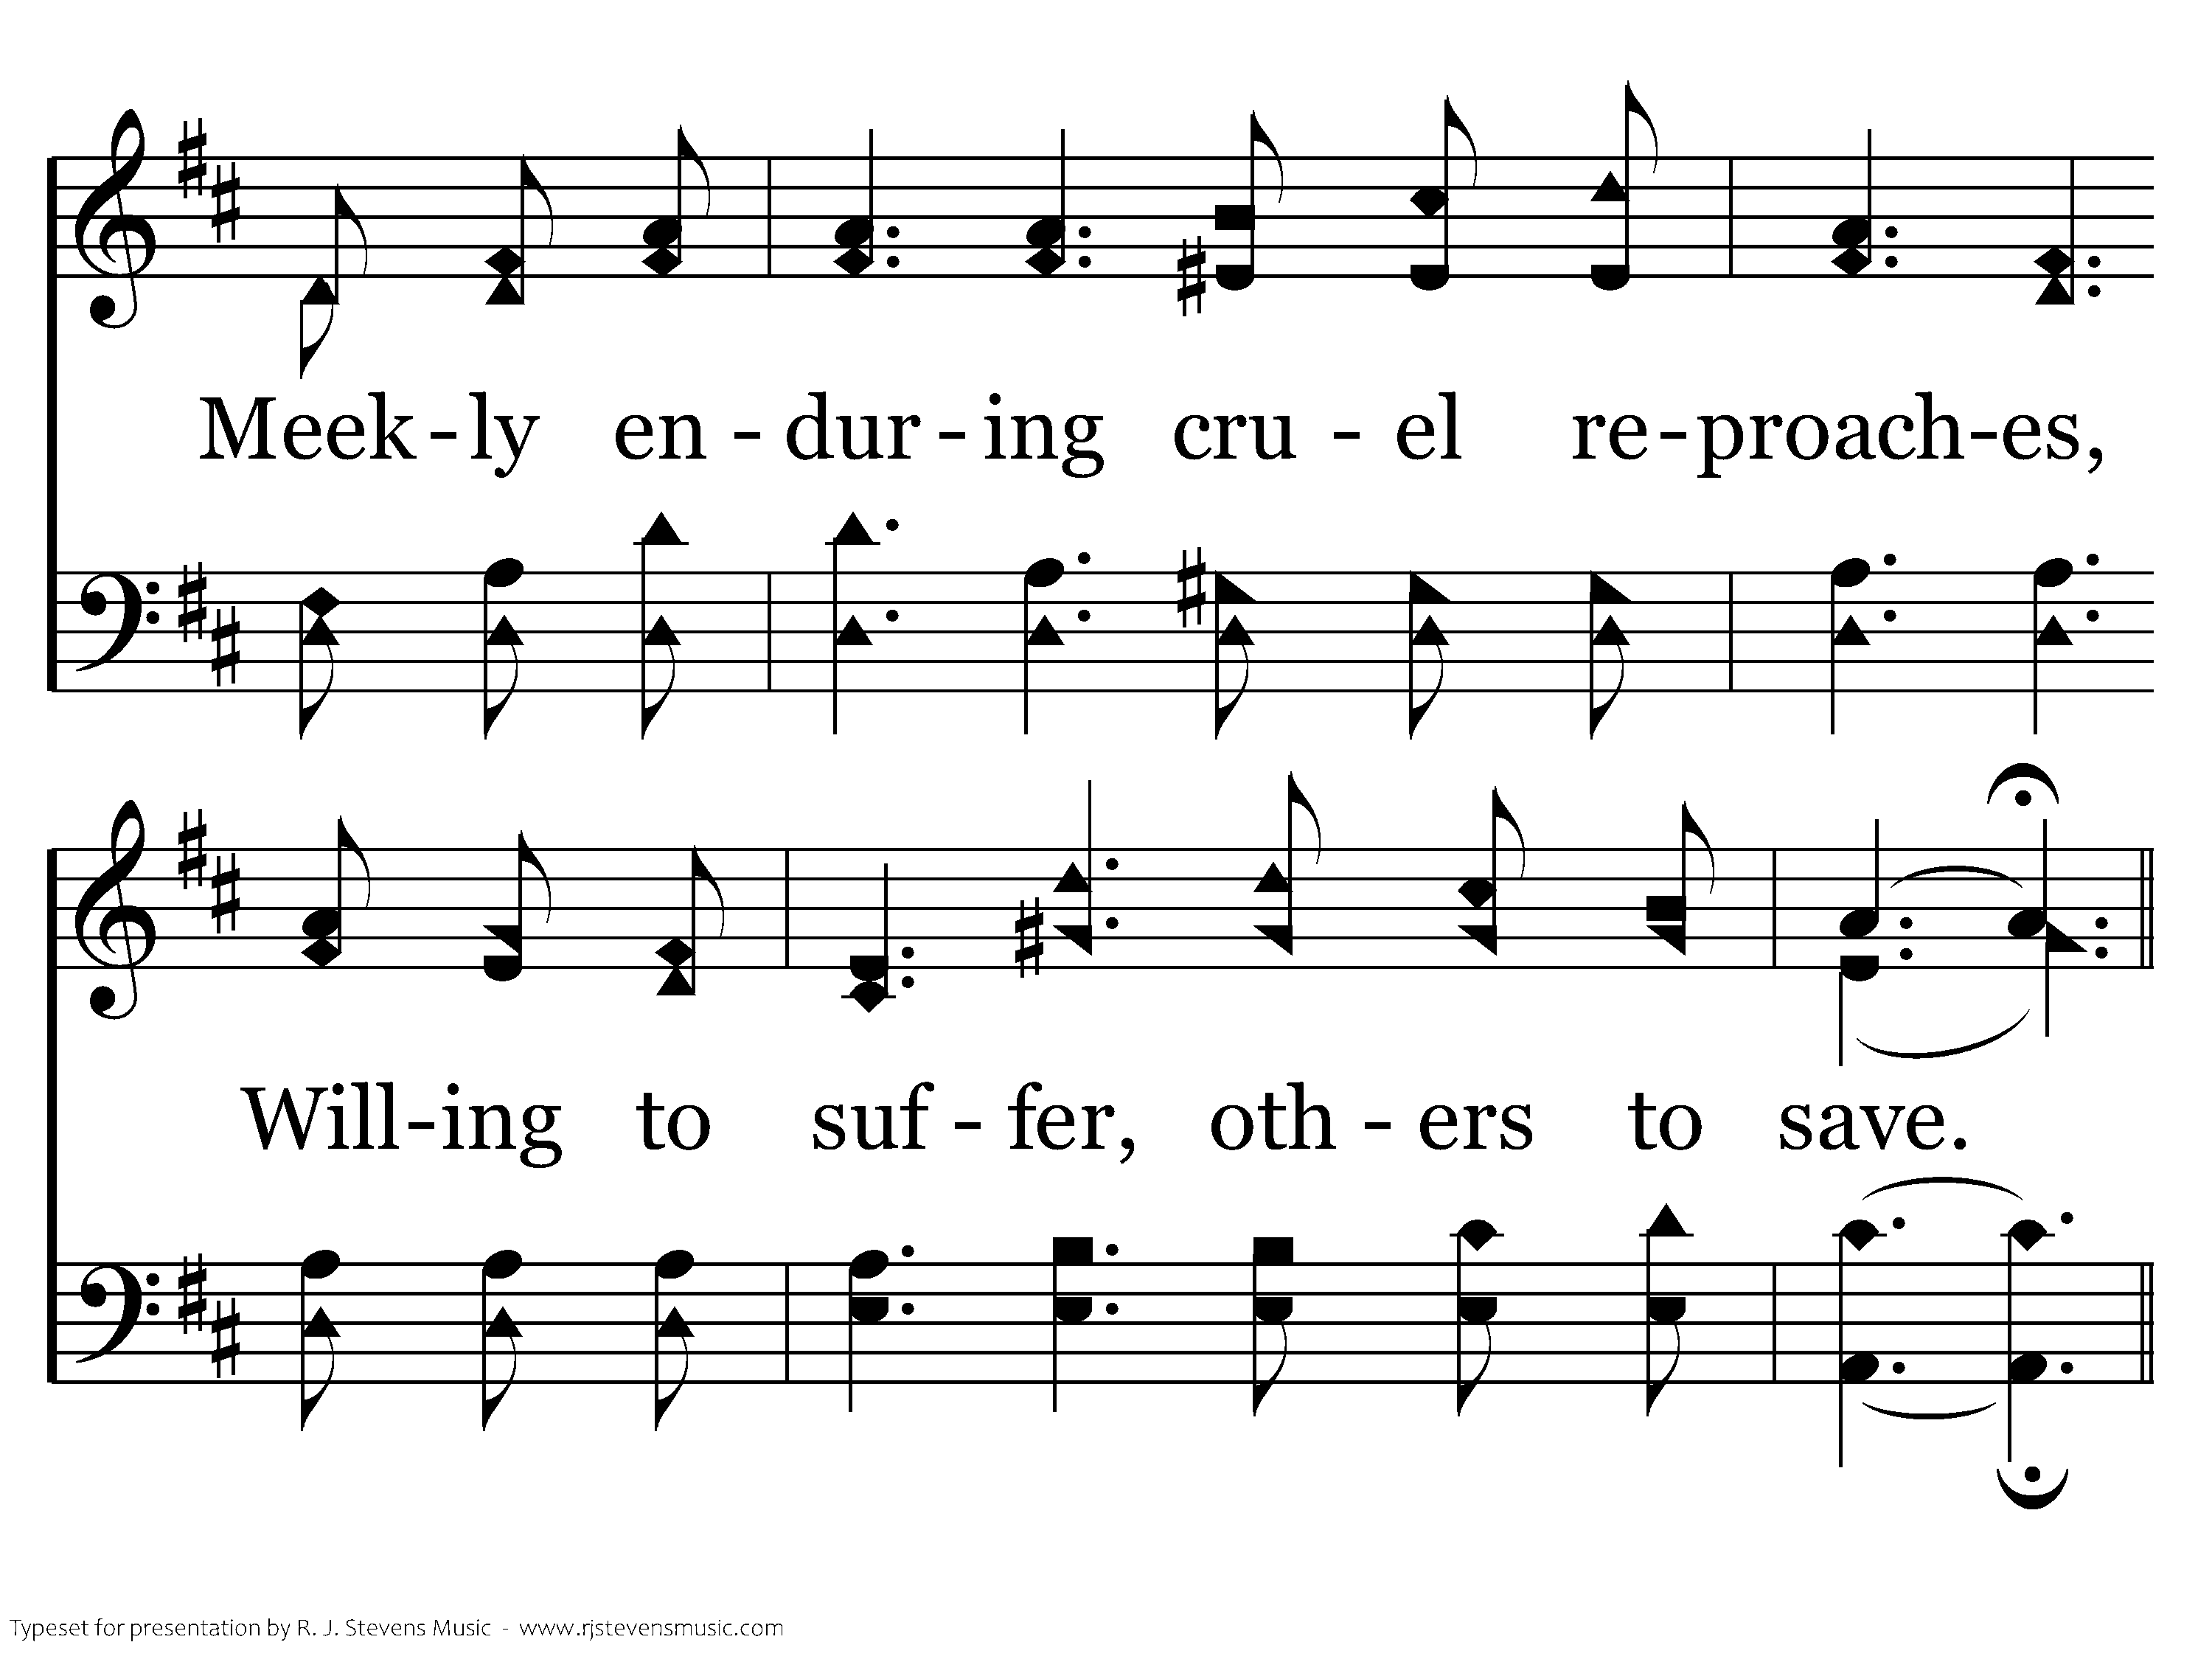 Meek - ly en - dur - ing cru - el re - proach-es,
Will-ing to suf - fer, oth - ers to save.
Typeset for presentation by R. J. Stevens Music - www.rjstevensmusic.com